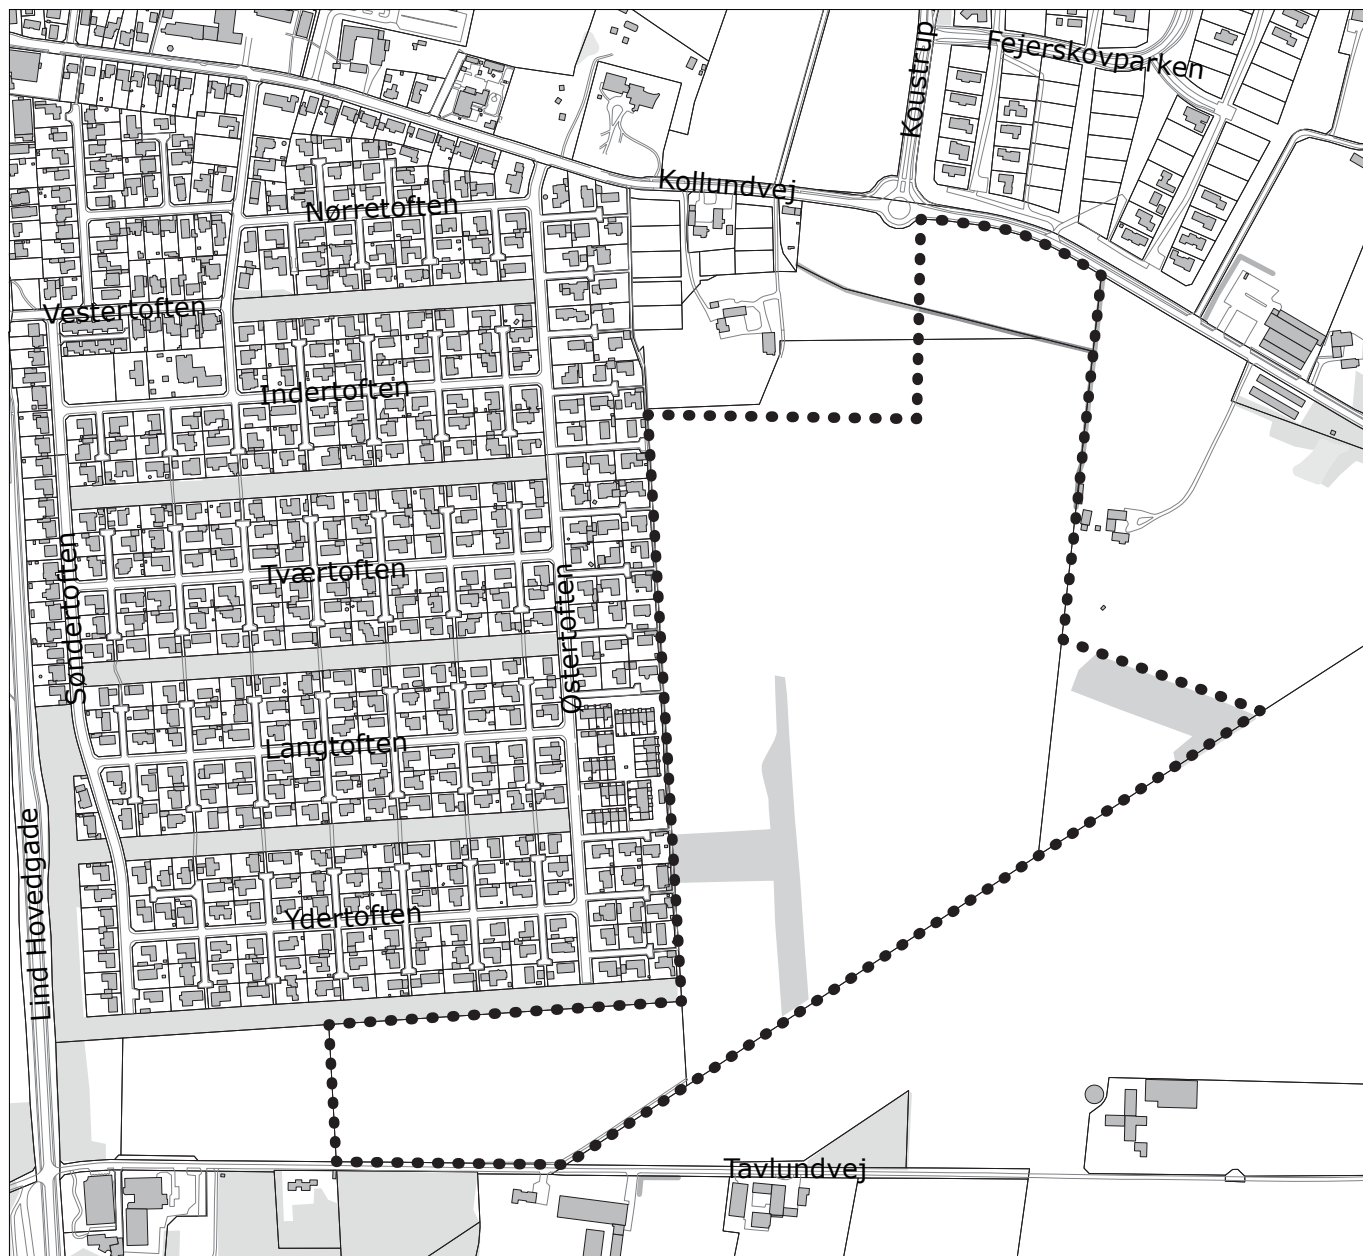 Fejerskovparken
Koustrup
Kollundvej
Nørretoften
Vestertoften
Indertoften
Tværtoften
Søndertoften
Østertoften
Langtoften
Lind Hovedgade
Ydertoften
Tavlundvej